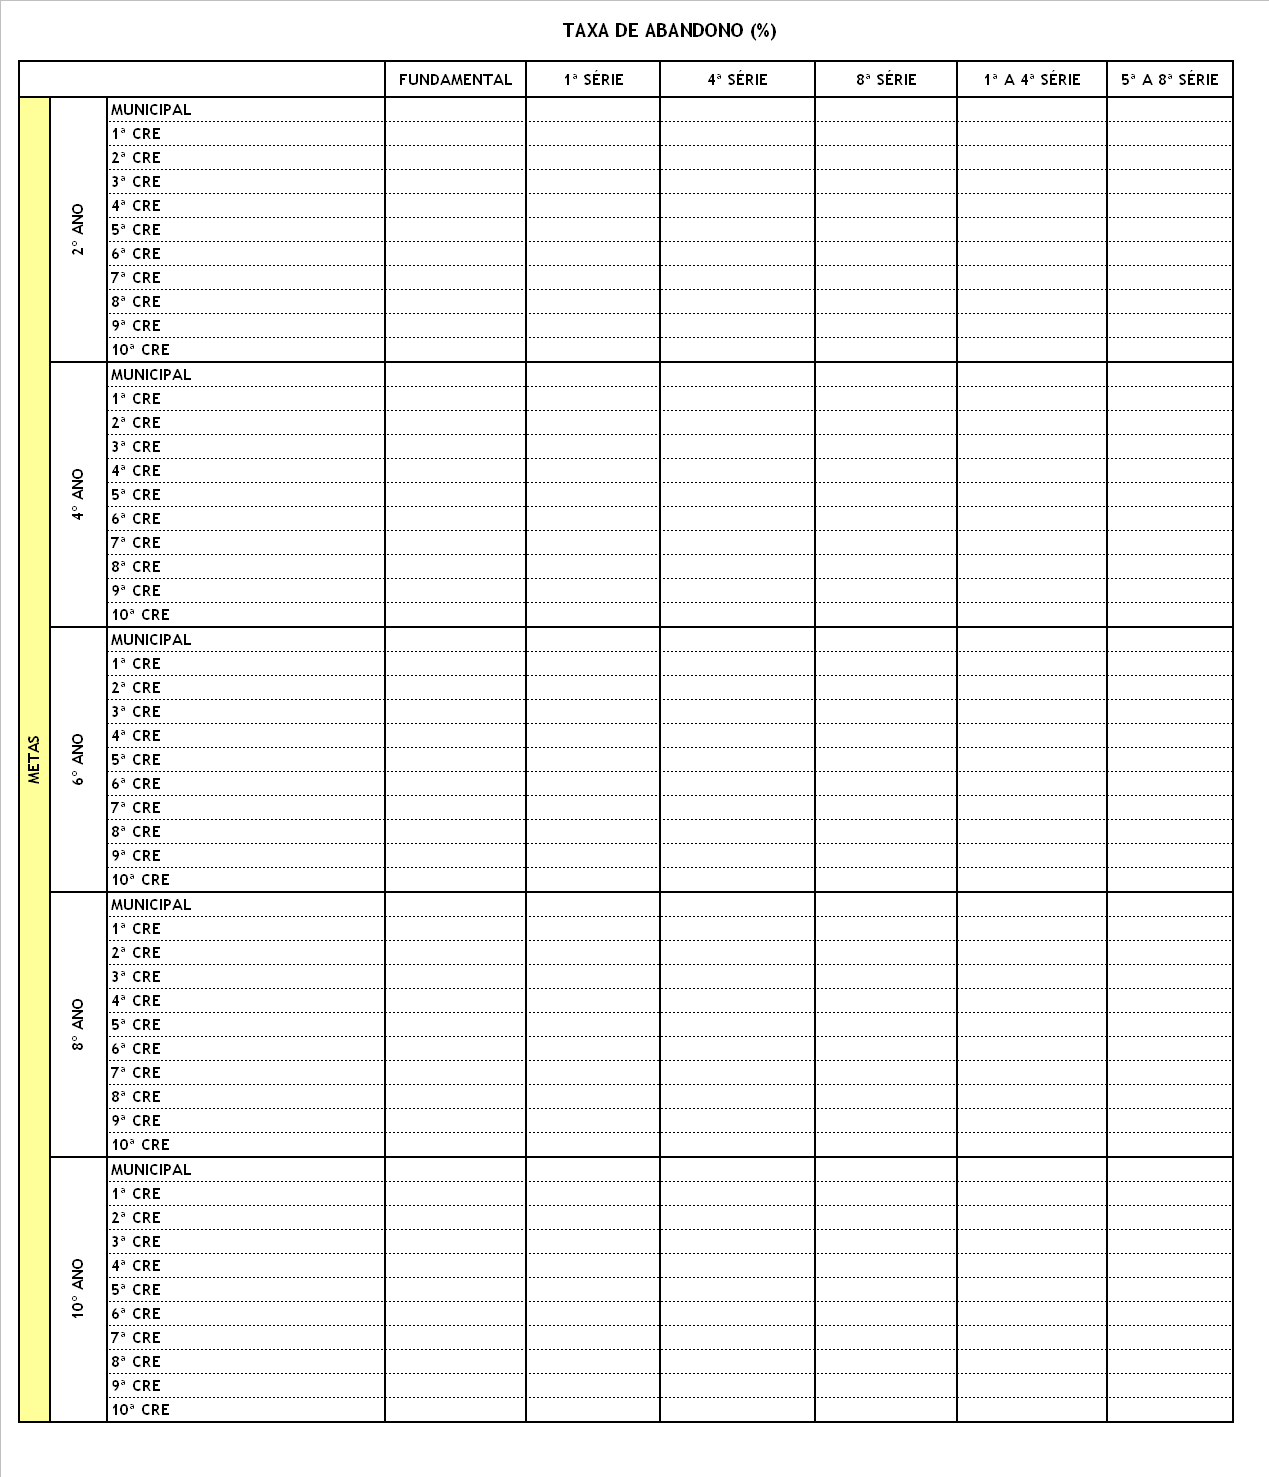 TAXA DE ABANDONO (%)
FUNDAMENTAL 1ª SÉRIE 4ª SÉRIE 8ª SÉRIE 1ª A 4ª SÉRIE 5ª A 8ª SÉRIE
METAS
2° ANO
MUNICIPAL
1ª CRE
2ª CRE
3ª CRE
4ª CRE
5ª CRE
6ª CRE
7ª CRE
8ª CRE
9ª CRE
10ª CRE
4° ANO
MUNICIPAL
1ª CRE
2ª CRE
3ª CRE
4ª CRE
5ª CRE
6ª CRE
7ª CRE
8ª CRE
9ª CRE
10ª CRE
6° ANO
MUNICIPAL
1ª CRE
2ª CRE
3ª CRE
4ª CRE
5ª CRE
6ª CRE
7ª CRE
8ª CRE
9ª CRE
10ª CRE
8° ANO
MUNICIPAL
1ª CRE
2ª CRE
3ª CRE
4ª CRE
5ª CRE
6ª CRE
7ª CRE
8ª CRE
9ª CRE
10ª CRE
10° ANO
MUNICIPAL
1ª CRE
2ª CRE
3ª CRE
4ª CRE
5ª CRE
6ª CRE
7ª CRE
8ª CRE
9ª CRE
10ª CRE